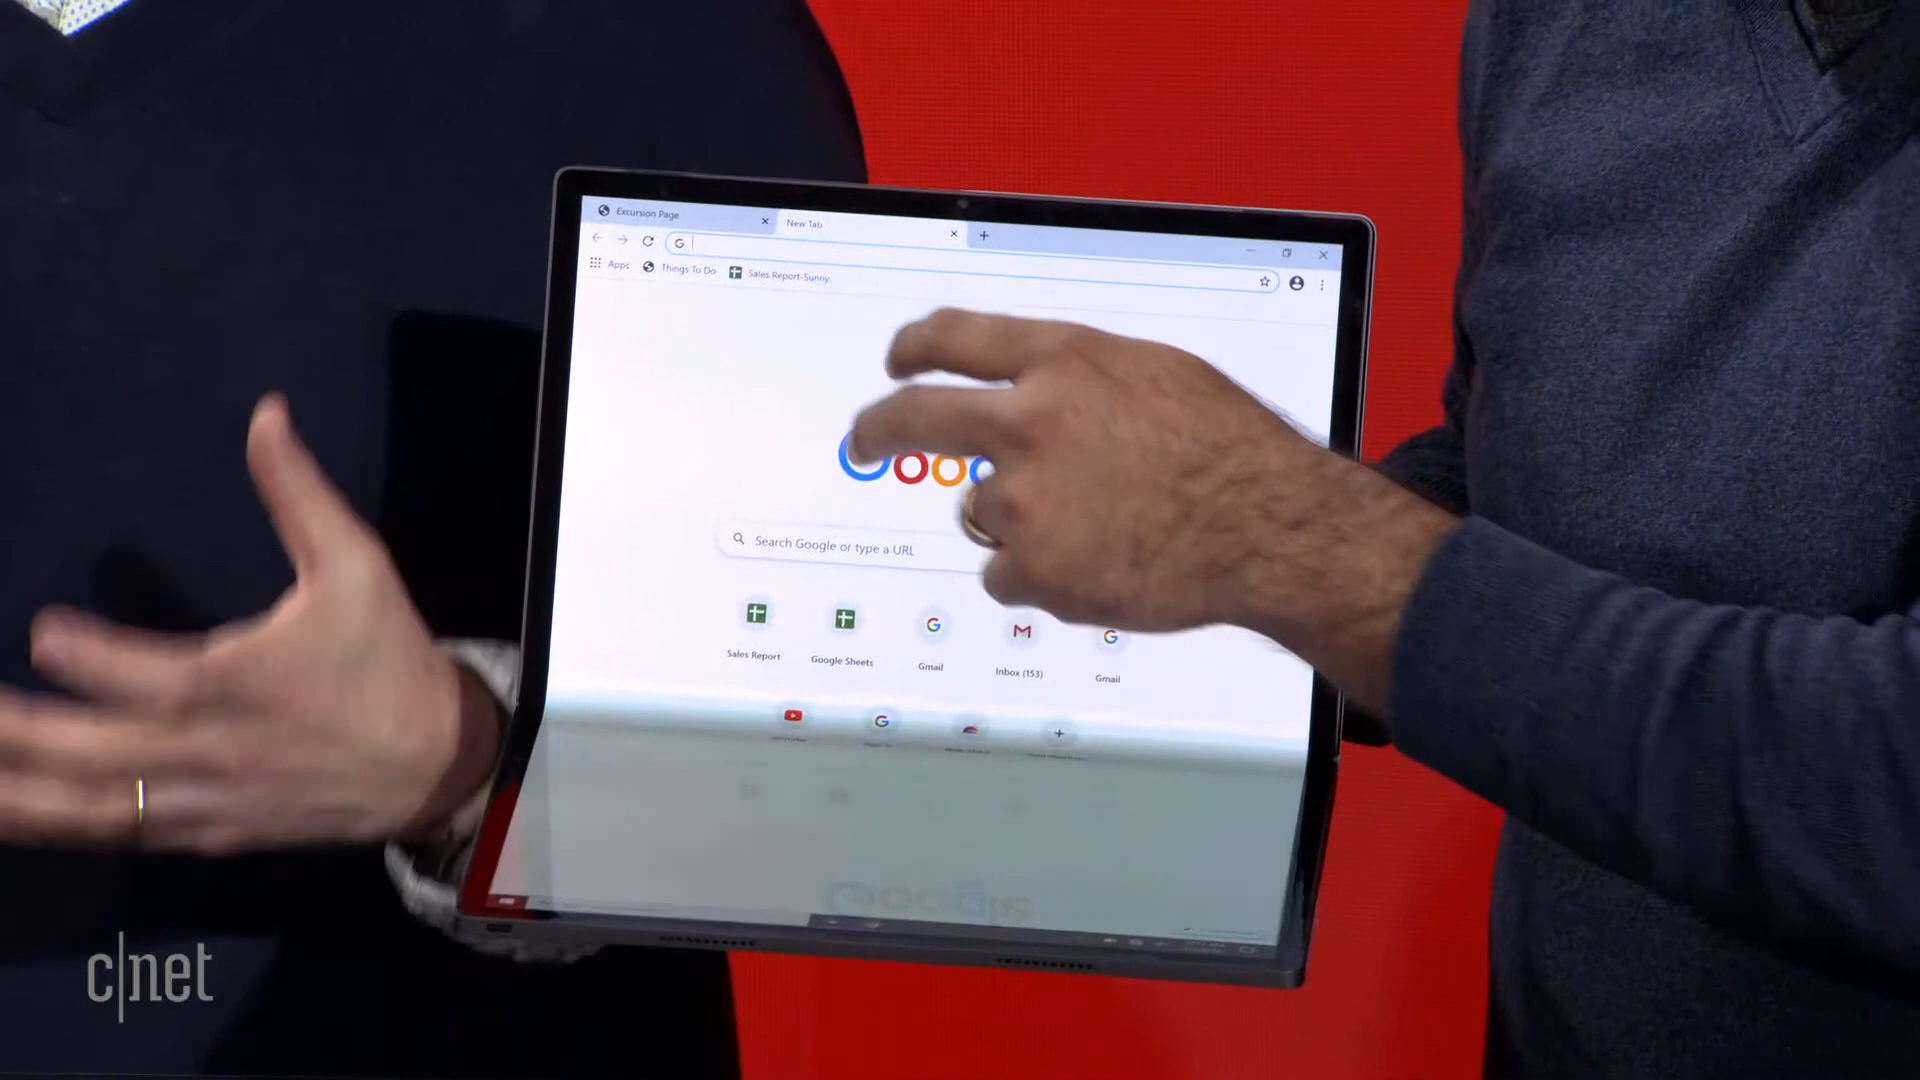 Excursion Page
New Tab
G
Apps
Things To Do
Sales Report-Sunny
Search Google or type a URL
Sales Report
Google Sheets
Gmail
Inbox (153)
Gmail
c|net